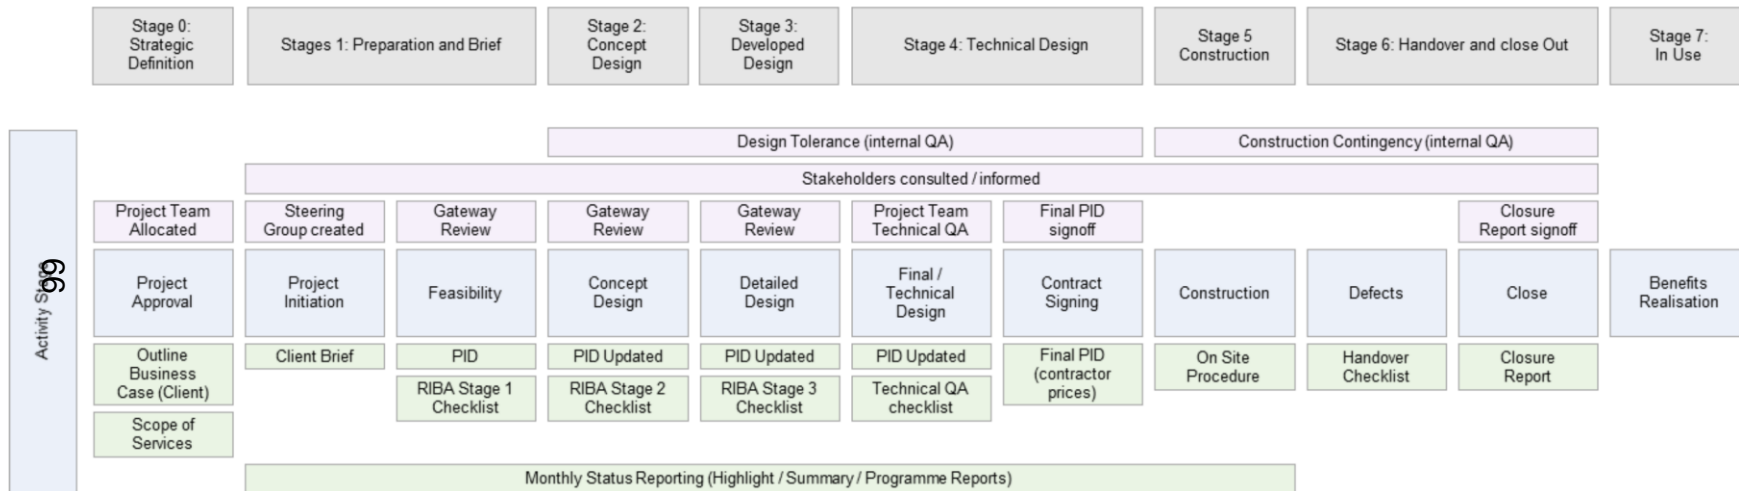 Stage 0:
Strategic
Definition
Stages 1: Preparation and Brief
Stage 2:
Concept
Design
Stage 3:
Developed
Design
Stage 4: Technical Design
Stage 5
Construction
Stage 6: Handover and close Out
Stage 7:
In Use
Design Tolerance (internal QA)
Construction Contingency (internal QA)
Stakeholders consulted / informed
Project Team
Allocated
Steering
Group created
Gateway
Review
Gateway
Review
Gateway
Review
Project Team
Technical QA
Final PID
signoff
Closure
Report signoff
Activity
99
Project
Approval
Project
Initiation
Feasibility
Concept
Design
Detailed
Design
Final /
Technical
Design
Contract
Signing
Construction
Defects
Close
Benefits
Realisation
Outline
Business
Case (Client)
Client Brief
PID
PID Updated
PID Updated
PID Updated
Final PID
(contractor
prices)
On Site
Procedure
Handover
Checklist
Closure
Report
RIBA Stage 1
Checklist
RIBA Stage 2
Checklist
RIBA Stage 3
Checklist
Technical QA
checklist
Scope of
Services
Monthly Status Reporting (Highlight / Summary / Programme Reports)